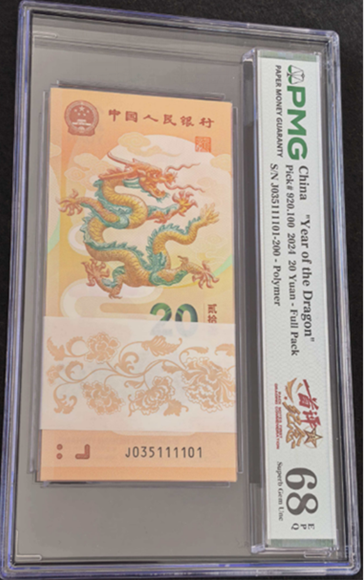 中国人民银行
20
J035111101
PMG
PAPER MONEY GUARANTY
China "Year of the Dragon"
Pick# 920.100 2024 20 Yuan - Full Pack
S/N J035111101-200 - Polymer
68 EPQ
Superb Gem Unc